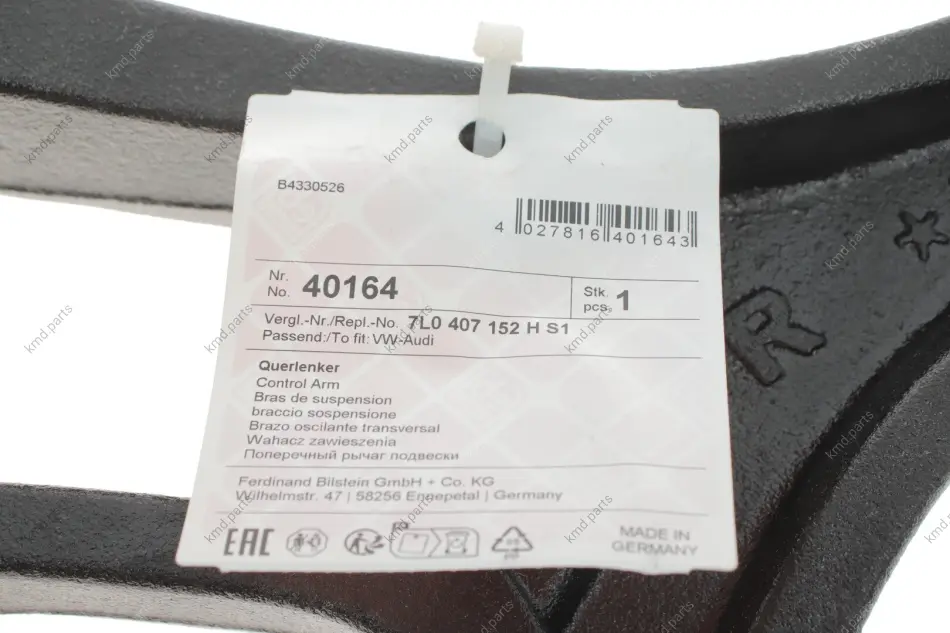 B4330526
4 027816 401643
Nr.
No. 40164
Stk.
pcs. 1
Vergl.-Nr./Repl.-No. 7L0 407 152 H S1
Passend:/To fit: VW-Audi
Querlenker
Control Arm
Bras de suspension
braccio sospensione
Brazo oscilante transversal
Wahacz zawieszenia
Поперечный рычаг подвески
Ferdinand Bilstein GmbH + Co. KG
Wilhelmstr. 47 | 58256 Ennepetal | Germany
EAC
MADE IN
GERMANY
R
kmd.parts